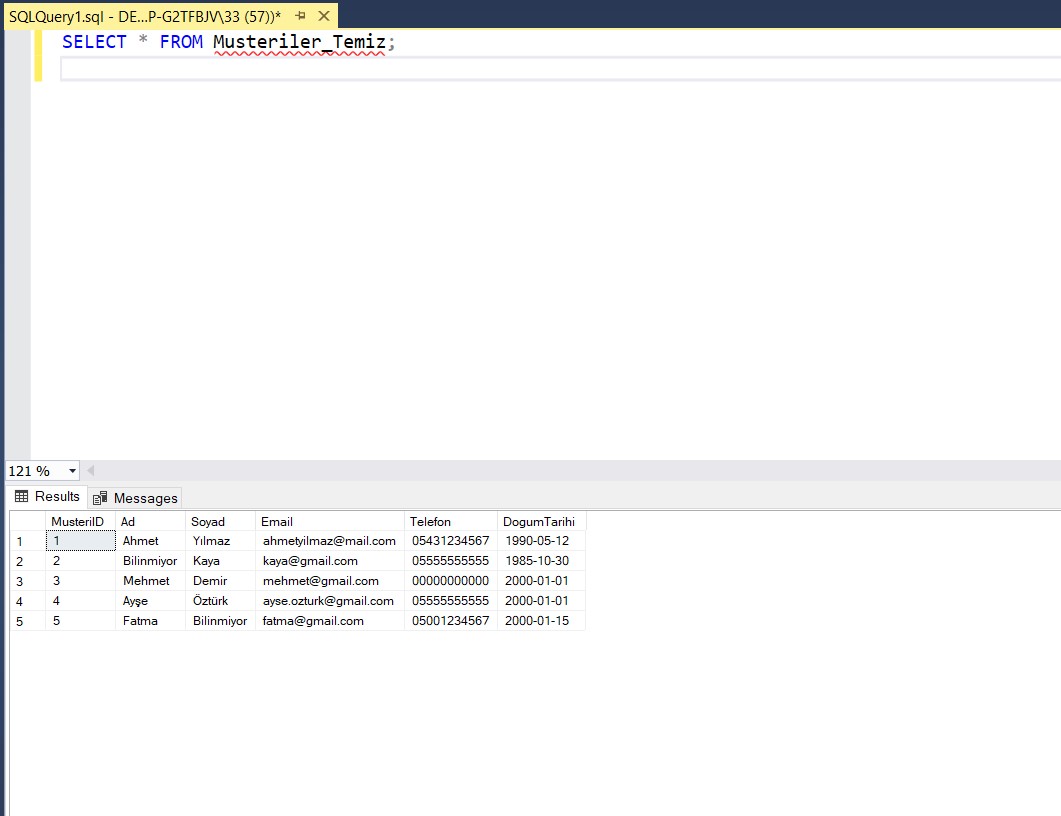 SQLQuery1.sql - DE...P-G2TFBJV\33 (57))*
SELECT * FROM Musteriler_Temiz;
121 %
Results Messages
MusteriID Ad Soyad Email Telefon DogumTarihi
1 1 Ahmet Yılmaz ahmetyilmaz@mail.com 05431234567 1990-05-12
2 2 Bilinmiyor Kaya kaya@gmail.com 05555555555 1985-10-30
3 3 Mehmet Demir mehmet@gmail.com 00000000000 2000-01-01
4 4 Ayşe Öztürk ayse.ozturk@gmail.com 05555555555 2000-01-01
5 5 Fatma Bilinmiyor fatma@gmail.com 05001234567 2000-01-15